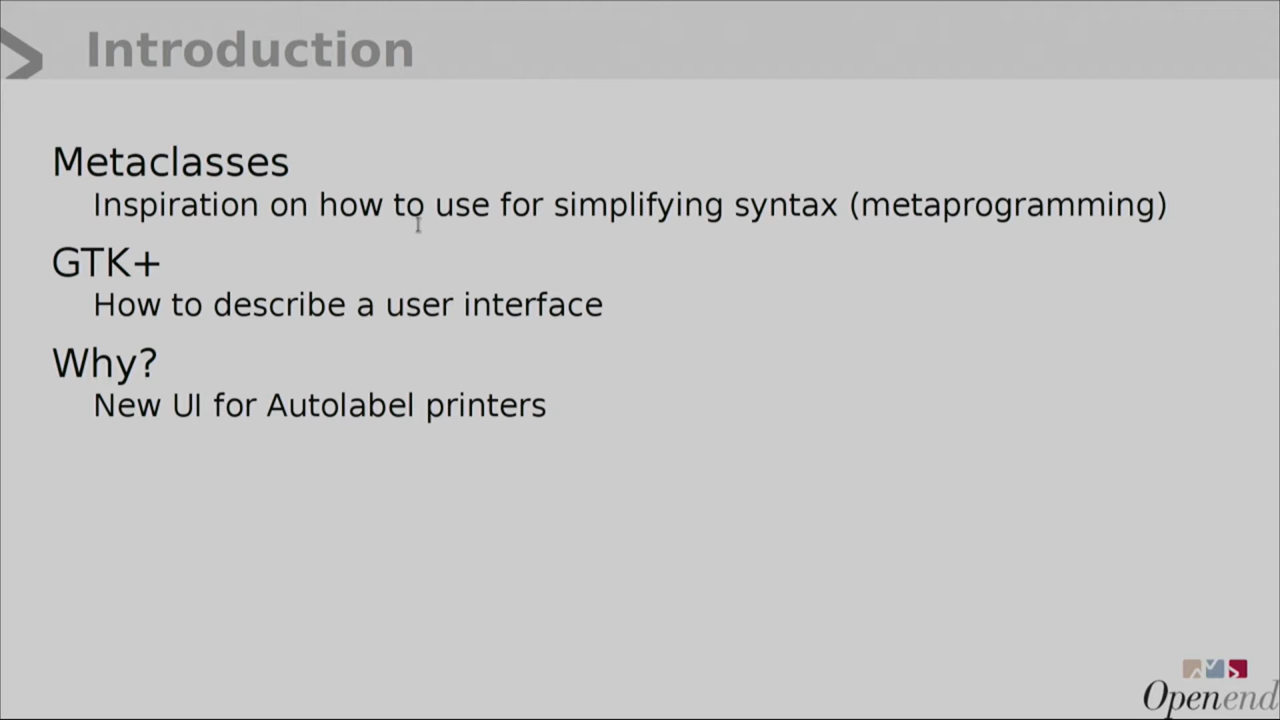 Introduction
Metaclasses
Inspiration on how to use for simplifying syntax (metaprogramming)
GTK+
How to describe a user interface
Why?
New UI for Autolabel printers
Openend